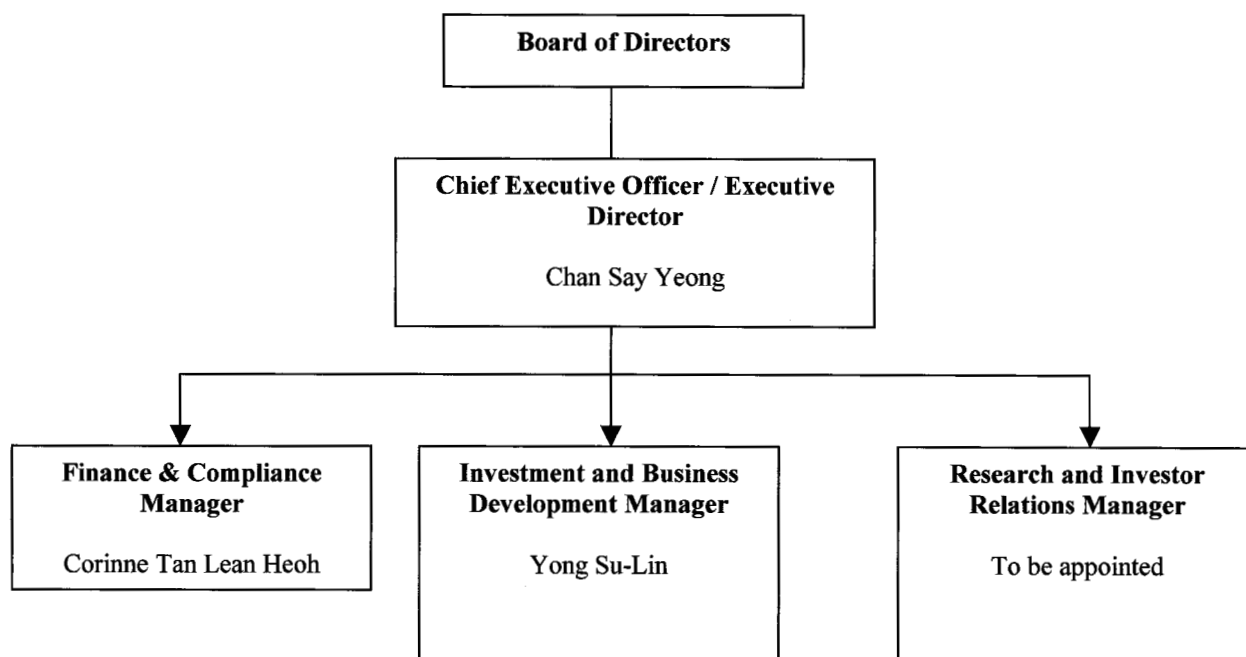 Board of Directors
Chief Executive Officer / Executive
Director
Chan Say Yeong
Finance & Compliance
Manager
Corinne Tan Lean Heoh
Investment and Business
Development Manager
Yong Su-Lin
Research and Investor
Relations Manager
To be appointed